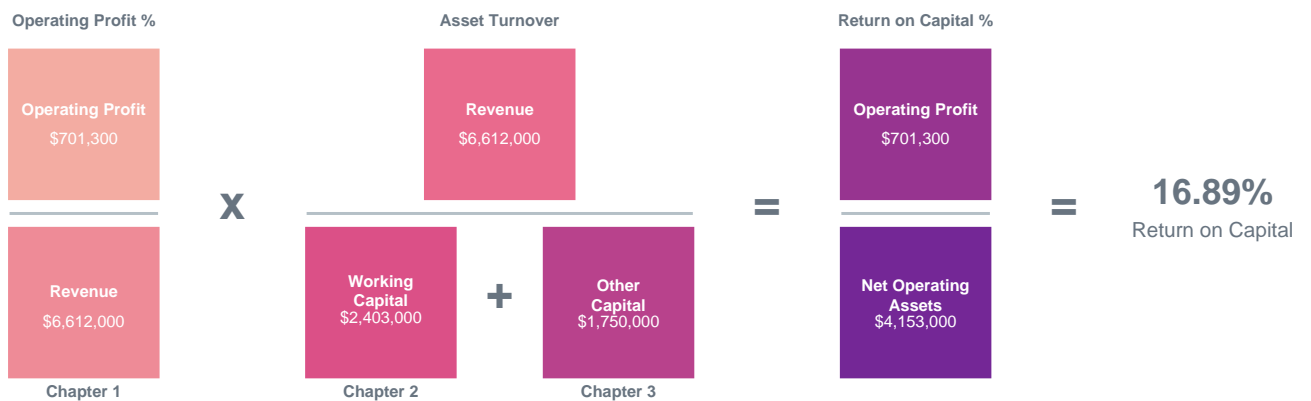 Operating Profit %
Asset Turnover
Return on Capital %
Operating Profit
$701,300
Revenue
$6,612,000
Operating Profit
$701,300
X
=
=
16.89%
Return on Capital
Revenue
$6,612,000
Working
Capital
$2,403,000
+
Other
Capital
$1,750,000
Net Operating
Assets
$4,153,000
Chapter 1
Chapter 2
Chapter 3